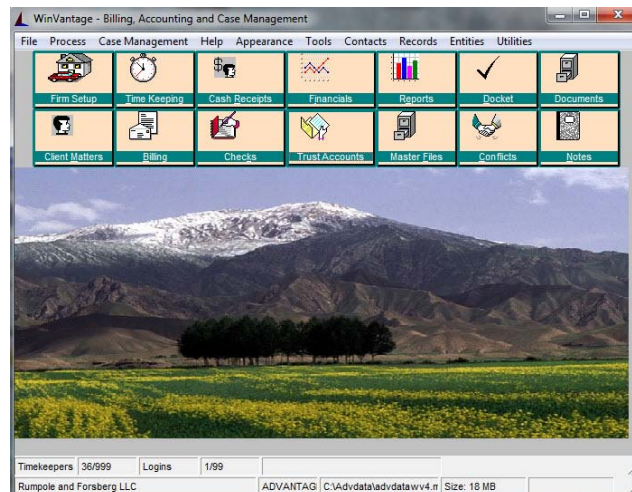 WinVantage - Billing, Accounting and Case Management
File Process Case Management Help Appearance Tools Contacts Records Entities Utilities
Firm Setup Time Keeping Cash Receipts Financials Reports Docket Documents
Client Matters Billing Checks Trust Accounts Master Files Conflicts Notes
Timekeepers 36/999 Logins 1/99
Rumpole and Forsberg LLC ADVANTAG C:\Advdata\advdatawv4.m Size: 18 MB